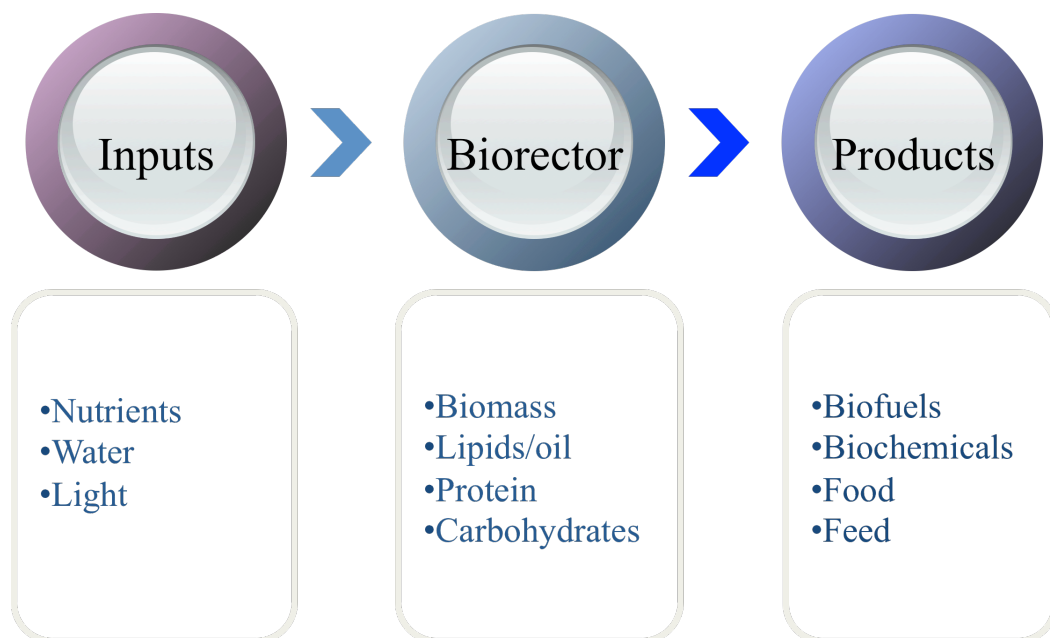 Inputs
Biorector
Products
•Nutrients
•Water
•Light
•Biomass
•Lipids/oil
•Protein
•Carbohydrates
•Biofuels
•Biochemicals
•Food
•Feed